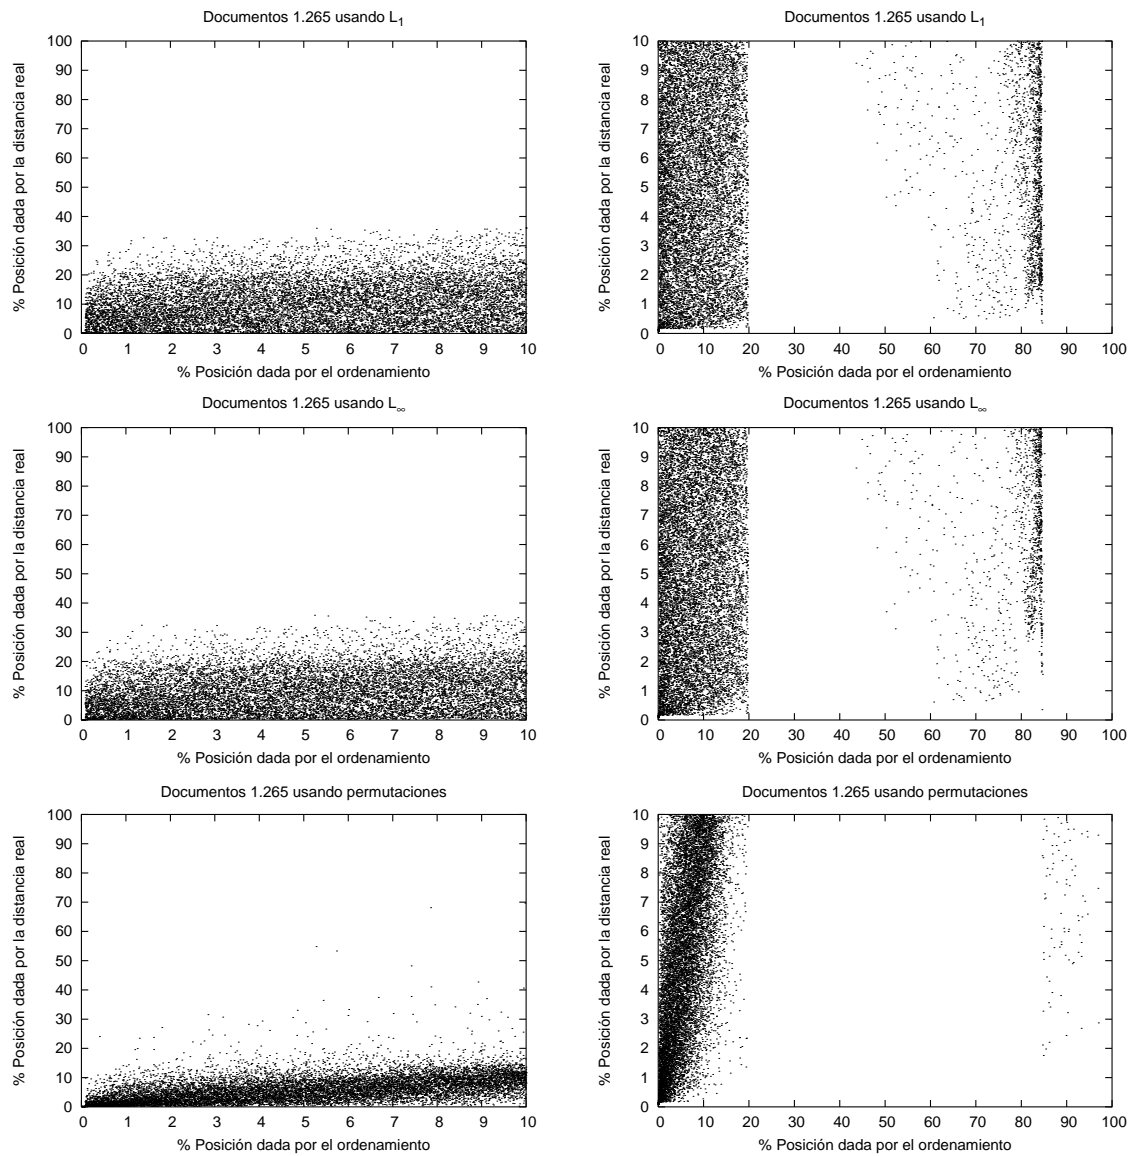 Documentos 1.265 usando L1
% Posición dada por la distancia real
100
90
80
70
60
50
40
30
20
10
0
0 1 2 3 4 5 6 7 8 9 10
% Posición dada por el ordenamiento
Documentos 1.265 usando L1
% Posición dada por la distancia real
10
9
8
7
6
5
4
3
2
1
0
0 10 20 30 40 50 60 70 80 90 100
% Posición dada por el ordenamiento
Documentos 1.265 usando L∞
% Posición dada por la distancia real
100
90
80
70
60
50
40
30
20
10
0
0 1 2 3 4 5 6 7 8 9 10
% Posición dada por el ordenamiento
Documentos 1.265 usando L∞
% Posición dada por la distancia real
10
9
8
7
6
5
4
3
2
1
0
0 10 20 30 40 50 60 70 80 90 100
% Posición dada por el ordenamiento
Documentos 1.265 usando permutaciones
% Posición dada por la distancia real
100
90
80
70
60
50
40
30
20
10
0
0 1 2 3 4 5 6 7 8 9 10
% Posición dada por el ordenamiento
Documentos 1.265 usando permutaciones
% Posición dada por la distancia real
10
9
8
7
6
5
4
3
2
1
0
0 10 20 30 40 50 60 70 80 90 100
% Posición dada por el ordenamiento